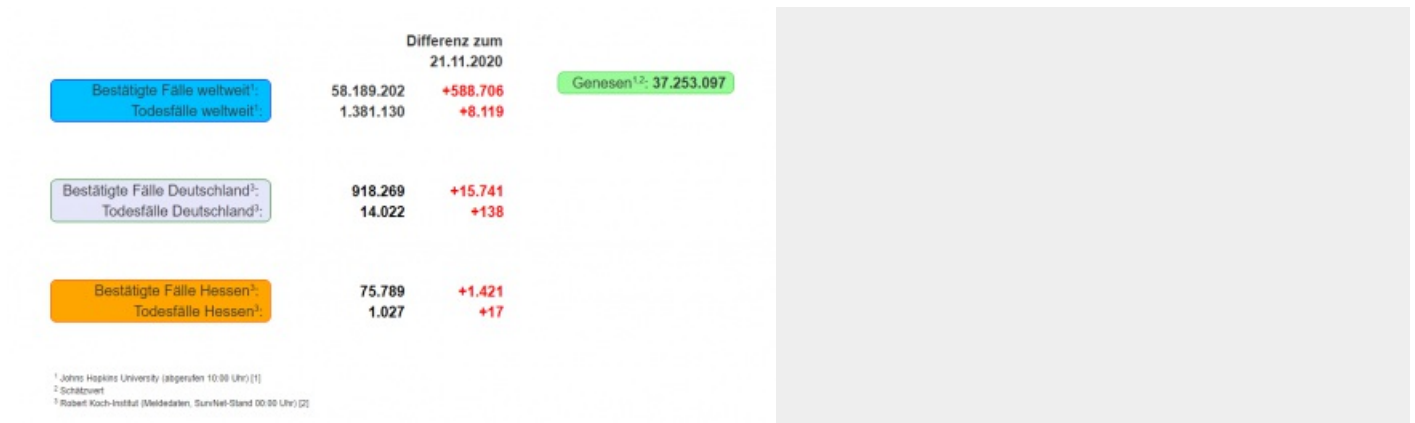 Differenz zum
21.11.2020
Bestätigte Fälle weltweit¹: 58.189.202 +588.706
Todesfälle weltweit¹: 1.381.130 +8.119
Genesen¹,²: 37.253.097
Bestätigte Fälle Deutschland³: 918.269 +15.741
Todesfälle Deutschland³: 14.022 +138
Bestätigte Fälle Hessen³: 75.789 +1.421
Todesfälle Hessen³: 1.027 +17
¹ Johns Hopkins University (abgerufen 10:00 Uhr) [1]
² Schätzwert
³ Robert Koch-Institut (Meldedaten, SurvNet-Stand 00:00 Uhr) [2]